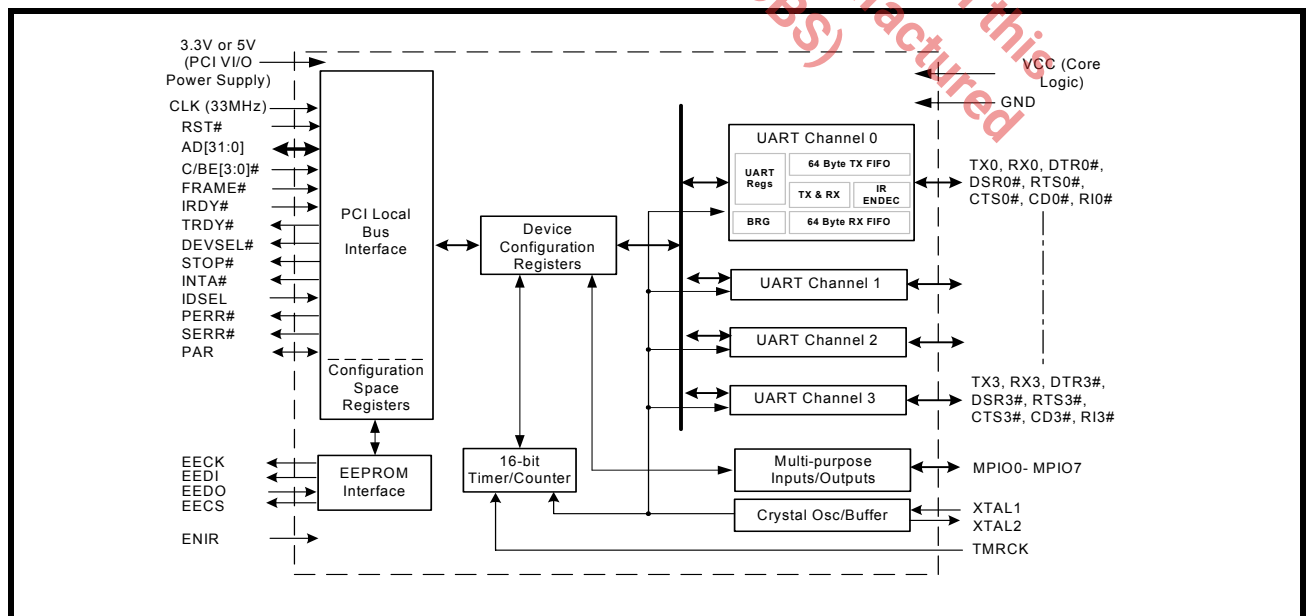 3.3V or 5V
(PCI VI/O
Power Supply)
CLK (33MHz)
RST#
AD[31:0]
C/BE[3:0]#
FRAME#
IRDY#
TRDY#
DEVSEL#
STOP#
INTA#
IDSEL
PERR#
SERR#
PAR
EECK
EEDI
EEDO
EECS
ENIR
PCI Local
Bus
Interface
Configuration
Space
Registers
EEPROM
Interface
Device
Configuration
Registers
16-bit
Timer/Counter
UART Channel 0
UART
Regs
64 Byte TX FIFO
TX & RX
IR
ENDEC
BRG
64 Byte RX FIFO
UART Channel 1
UART Channel 2
UART Channel 3
Multi-purpose
Inputs/Outputs
Crystal Osc/Buffer
VCC (Core
Logic)
GND
TX0, RX0, DTR0#,
DSR0#, RTS0#,
CTS0#, CD0#, RI0#
TX3, RX3, DTR3#,
DSR3#, RTS3#,
CTS3#, CD3#, RI3#
MPIO0- MPIO7
XTAL1
XTAL2
TMRCK
this